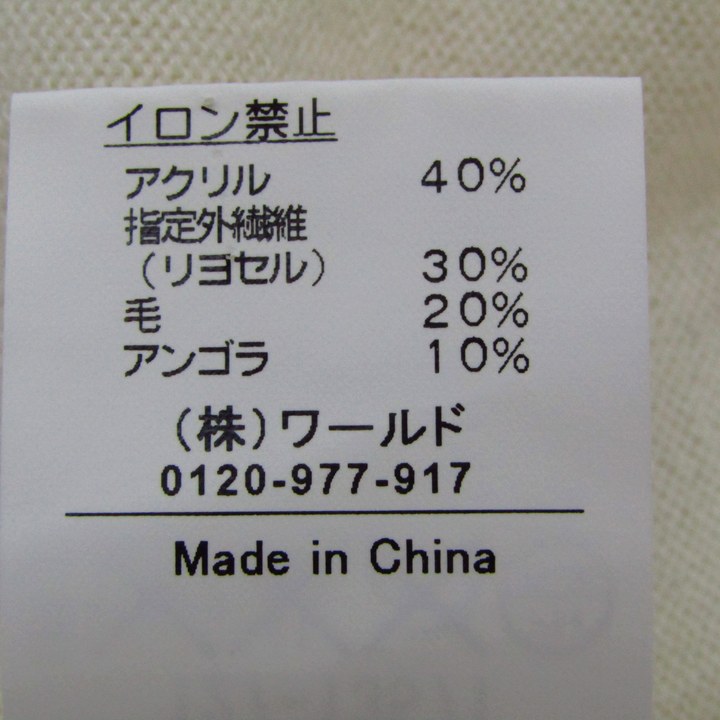 イロン禁止
アクリル ４０%
指定外繊維
（リヨセル） ３０%
毛 ２０%
アンゴラ １０%
（株）ワールド
0120-977-917
Made in China